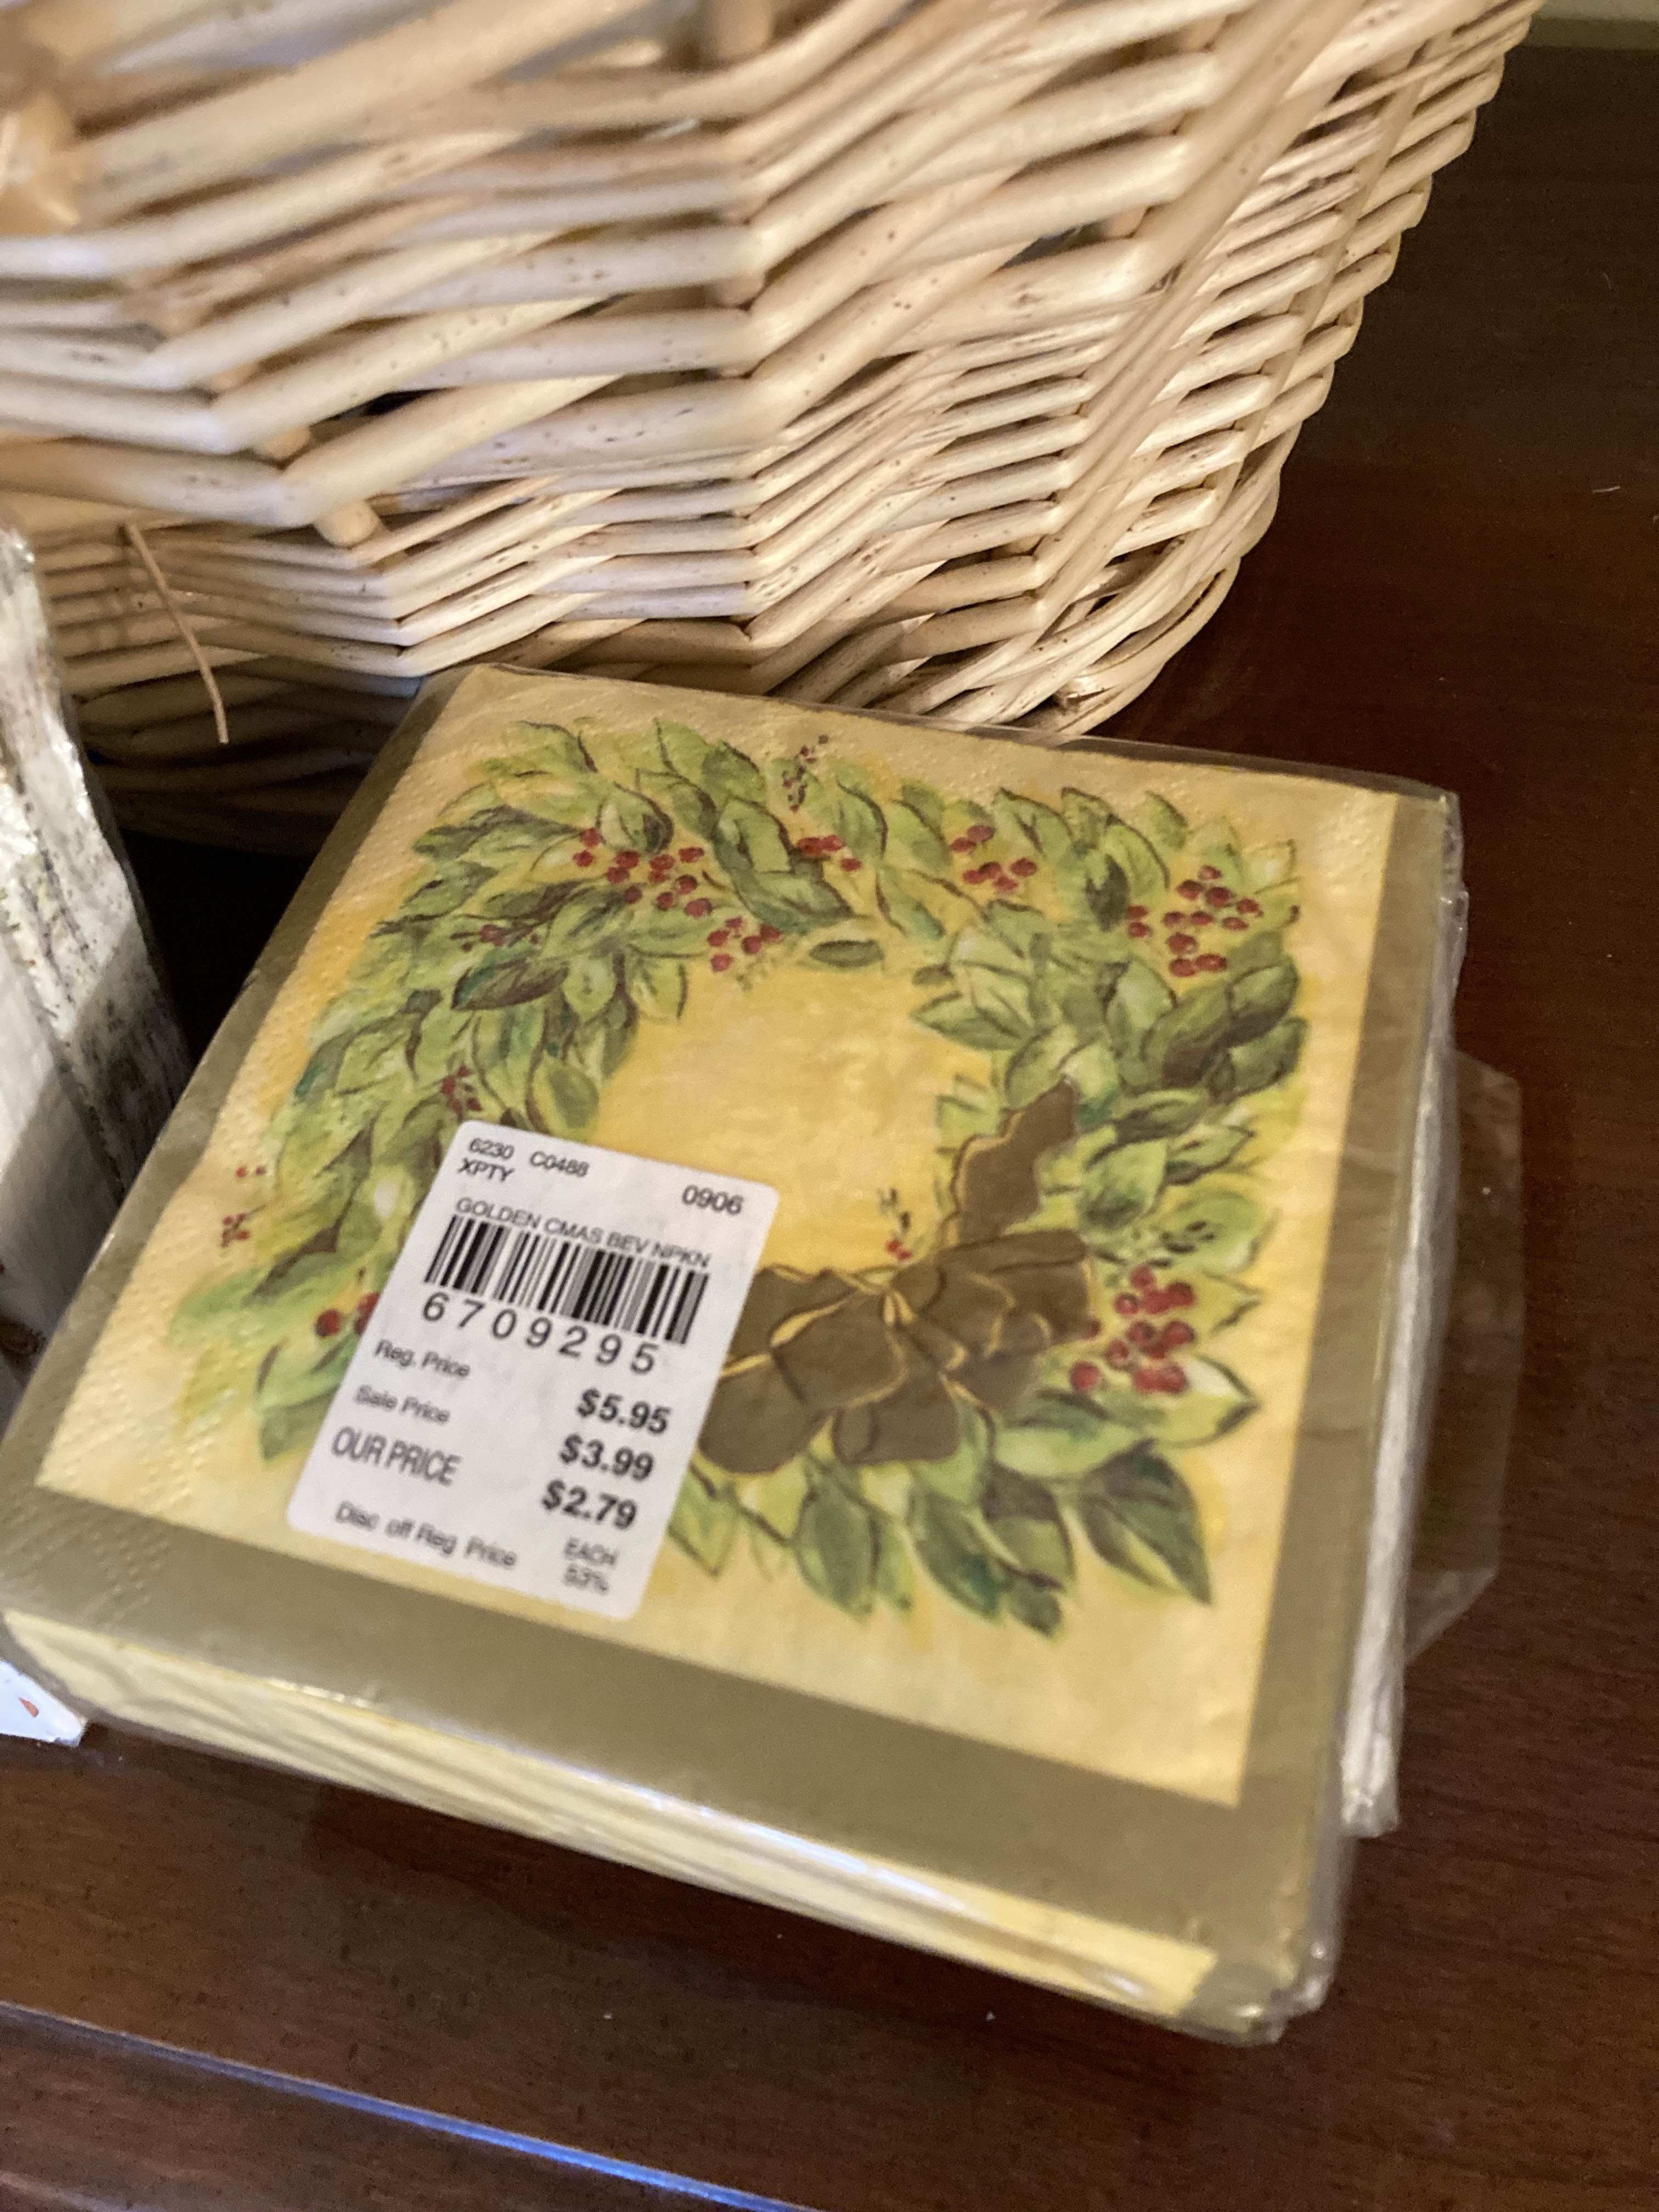 6230 C0488
XPTY
0906
GOLDEN CMAS BEV NPKN
6709295
Reg. Price $5.95
Sale Price $3.99
OUR PRICE $2.79
EACH
Disc off Reg Price 53%